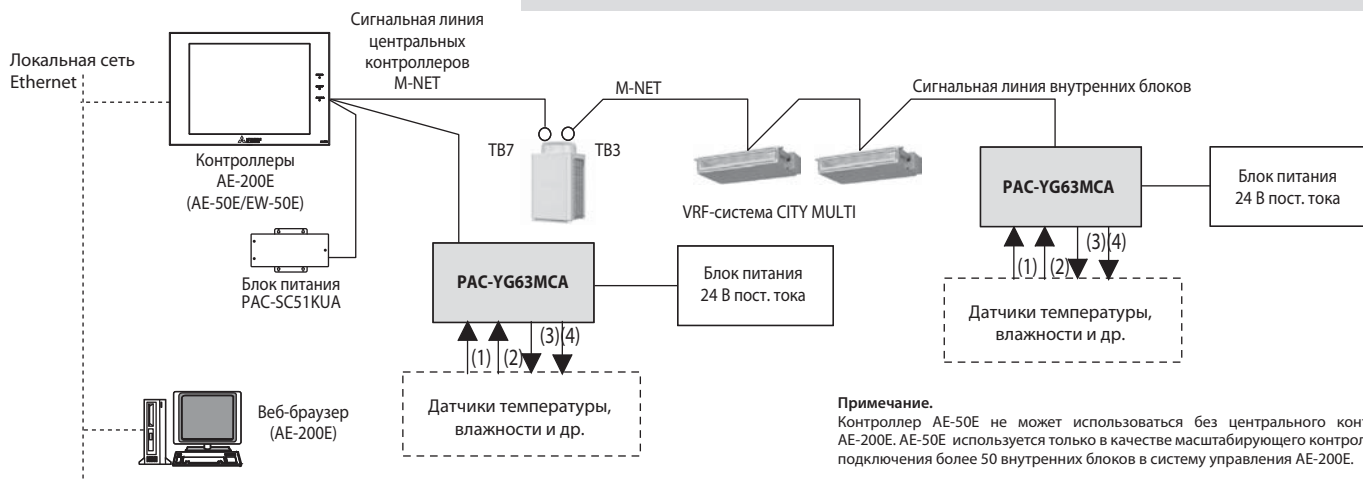 Локальная сеть
Ethernet
Сигнальная линия
центральных
контроллеров
M-NET
Контроллеры
AE-200E
(AE-50E/EW-50E)
Блок питания
PAC-SC51KUA
Веб-браузер
(AE-200E)
TB7
TB3
M-NET
VRF-система CITY MULTI
Сигнальная линия внутренних блоков
PAC-YG63MCA
Блок питания
24 В пост. тока
(1)
(2)
(3)
(4)
Датчики температуры,
влажности и др.
PAC-YG63MCA
Блок питания
24 В пост. тока
(1)
(2)
(3)
(4)
Датчики температуры,
влажности и др.
Примечание.
Контроллер AE-50E не может использоваться без центрального конт
AE-200E. AE-50E используется только в качестве масштабирующего контрол
подключения более 50 внутренних блоков в систему управления AE-200E.